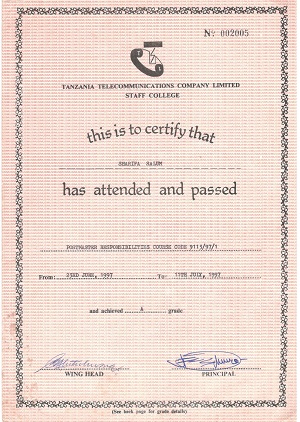 Nº 002005
TANZANIA TELECOMMUNICATIONS COMPANY LIMITED
STAFF COLLEGE
this is to certify that
SHARIFA SALUM
has attended and passed
POSTMASTER RESPONSIBILITIES COURSE CODE 9115/97/1
From: 23RD JUNE, 1997 To: 11TH JULY, 1997
and achieved A grade
WING HEAD PRINCIPAL
(See back page for grade details)